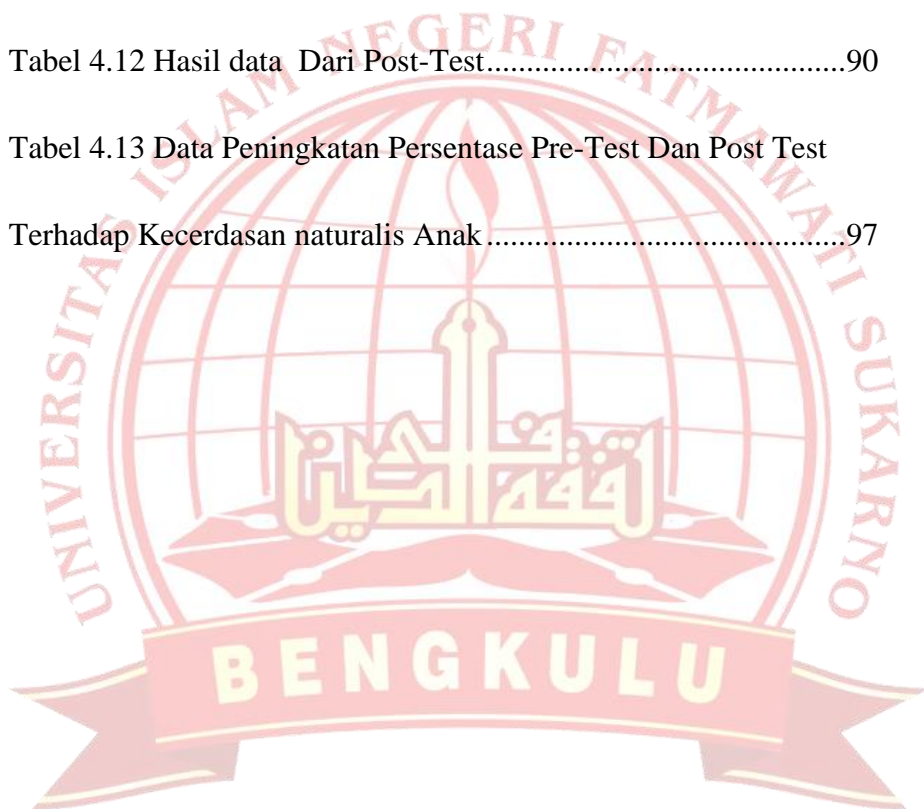 Tabel 4.12 Hasil data  Dari Post-Test.............................................90
Tabel 4.13 Data Peningkatan Persentase Pre-Test Dan Post Test
Terhadap Kecerdasan naturalis Anak.............................................97
UNIVERSITAS ISLAM NEGERI FATMAWATI SUKARNO
BENGKULU